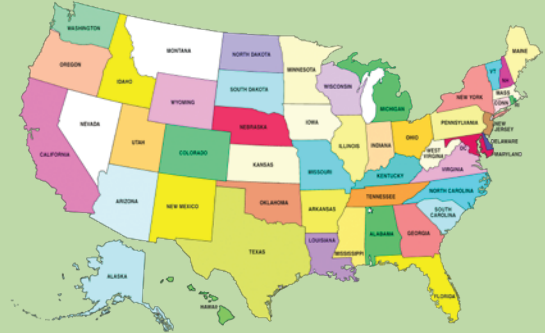 WASHINGTON
MONTANA
NORTH DAKOTA
MINNESOTA
MAINE
OREGON
IDAHO
SOUTH DAKOTA
WISCONSIN
VT
NH
WYOMING
MICHIGAN
NEW YORK
MASS
CONN
NEVADA
NEBRASKA
IOWA
PENNSYLVANIA
NEW
JERSEY
UTAH
COLORADO
ILLINOIS
INDIANA
OHIO
DELAWARE
MARYLAND
DC
WEST
VIRGINIA
CALIFORNIA
KANSAS
MISSOURI
KENTUCKY
VIRGINIA
ARIZONA
NEW MEXICO
OKLAHOMA
ARKANSAS
TENNESSEE
NORTH CAROLINA
SOUTH
CAROLINA
TEXAS
LOUISIANA
MISSISSIPPI
ALABAMA
GEORGIA
ALASKA
HAWAII
FLORIDA